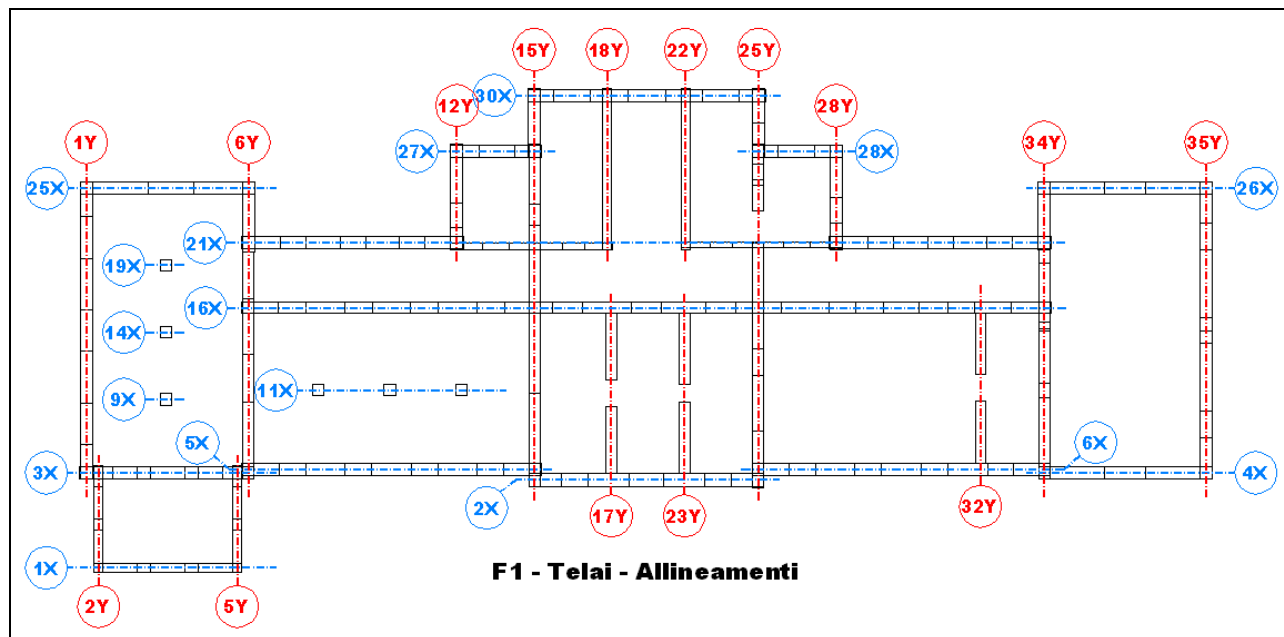 15Y 18Y 22Y 25Y
30X 12Y 28Y
1Y 6Y 27X 28X 34Y 35Y
25X 26X
21X
19X
16X
14X
11X
9X
5X 6X
3X 4X
2X 17Y 23Y 32Y
1X F1 - Telai - Allineamenti
2Y 5Y